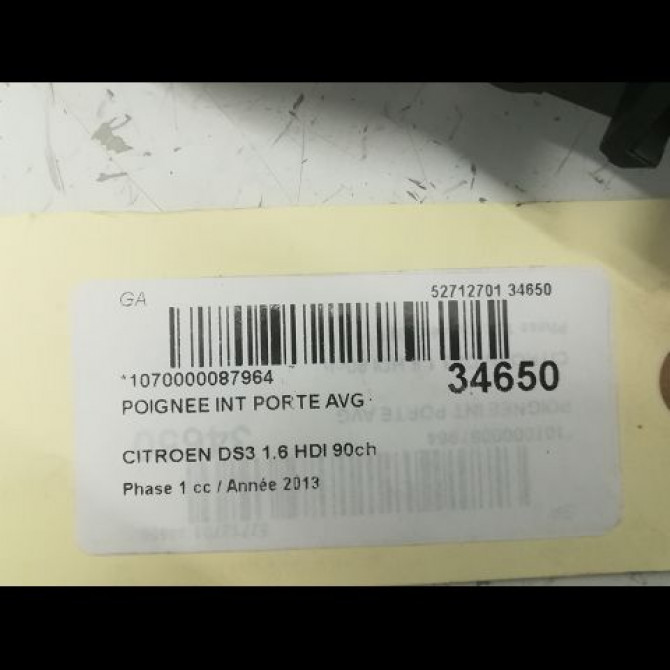 GA
52712701 34650
*1070000087964
34650
POIGNEE INT PORTE AVG
CITROEN DS3 1.6 HDI 90ch
Phase 1 cc / Année 2013